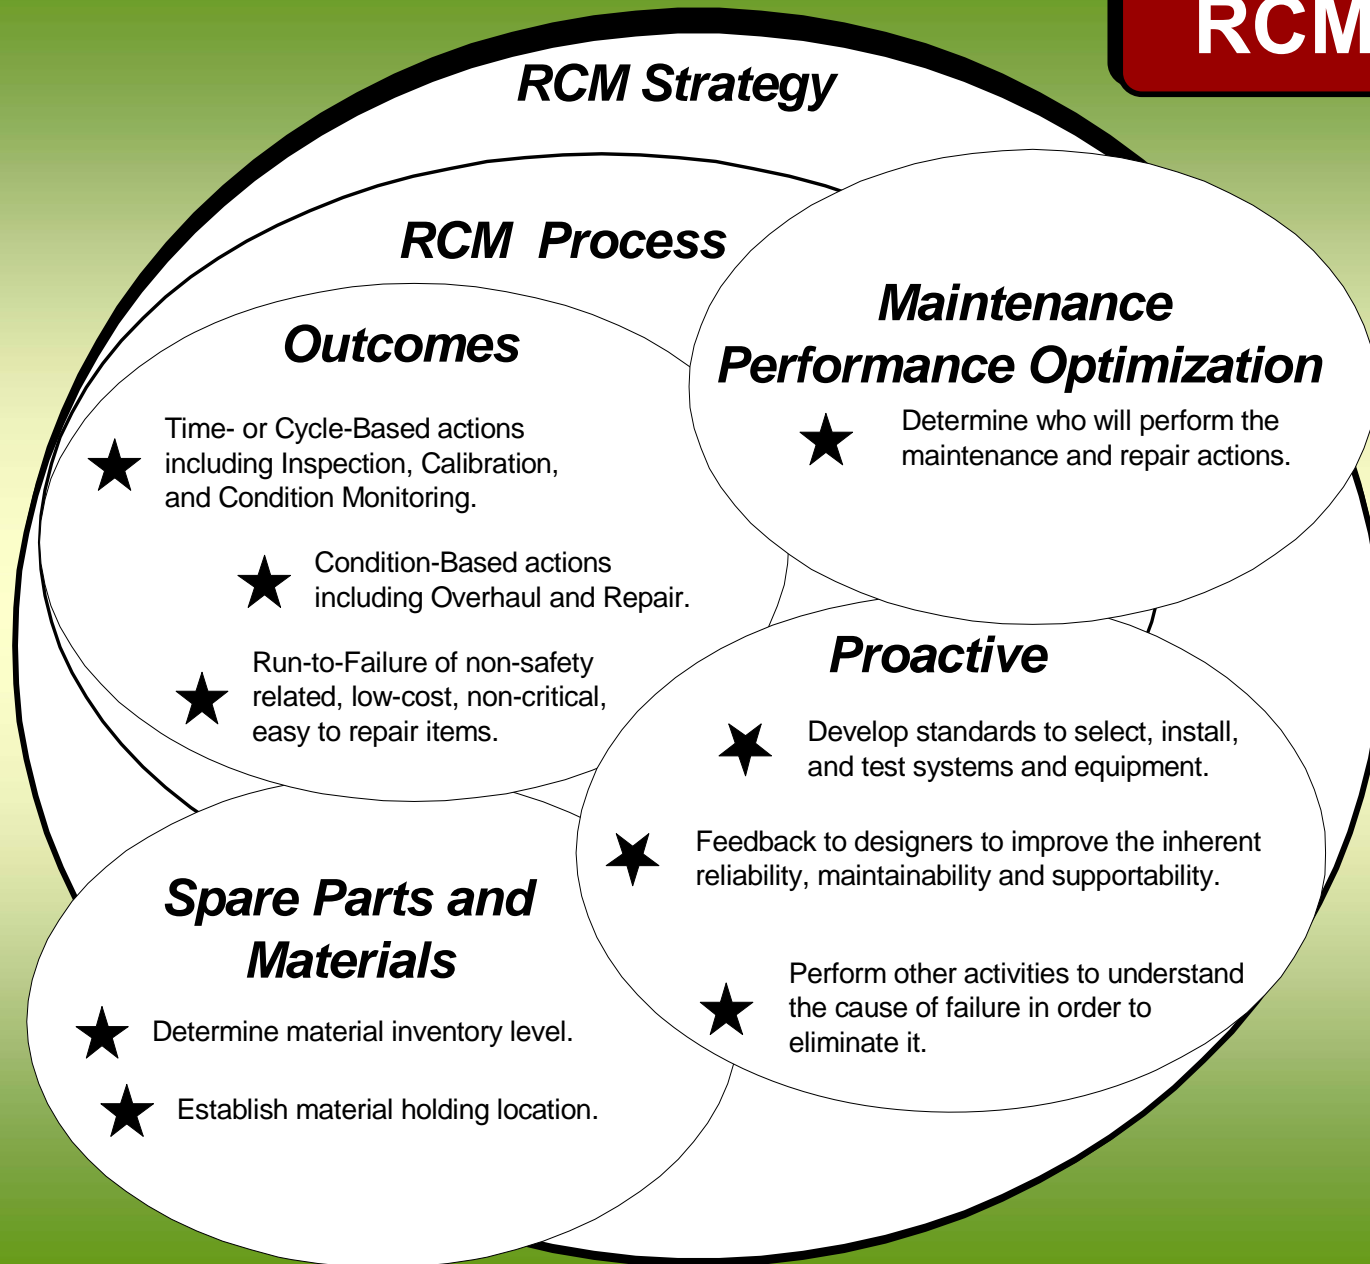 RCM
RCM Strategy
RCM Process
Outcomes
Time- or Cycle-Based actions
including Inspection, Calibration,
and Condition Monitoring.
Condition-Based actions
including Overhaul and Repair.
Run-to-Failure of non-safety
related, low-cost, non-critical,
easy to repair items.
Maintenance
Performance Optimization
Determine who will perform the
maintenance and repair actions.
Proactive
Develop standards to select, install,
and test systems and equipment.
Feedback to designers to improve the inherent
reliability, maintainability and supportability.
Perform other activities to understand
the cause of failure in order to
eliminate it.
Spare Parts and
Materials
Determine material inventory level.
Establish material holding location.